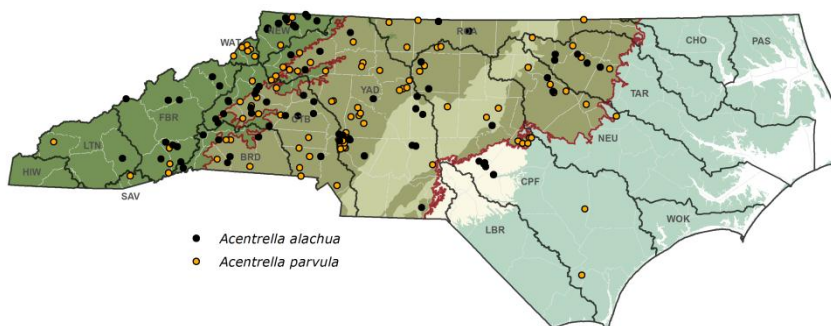 NEW
ROA
WAT
CHO
PAS
YAD
TAR
FBR
CTB
NEU
LTN
BRD
HIW
SAV
CPF
WOK
LBR
Acentrella alachua
Acentrella parvula